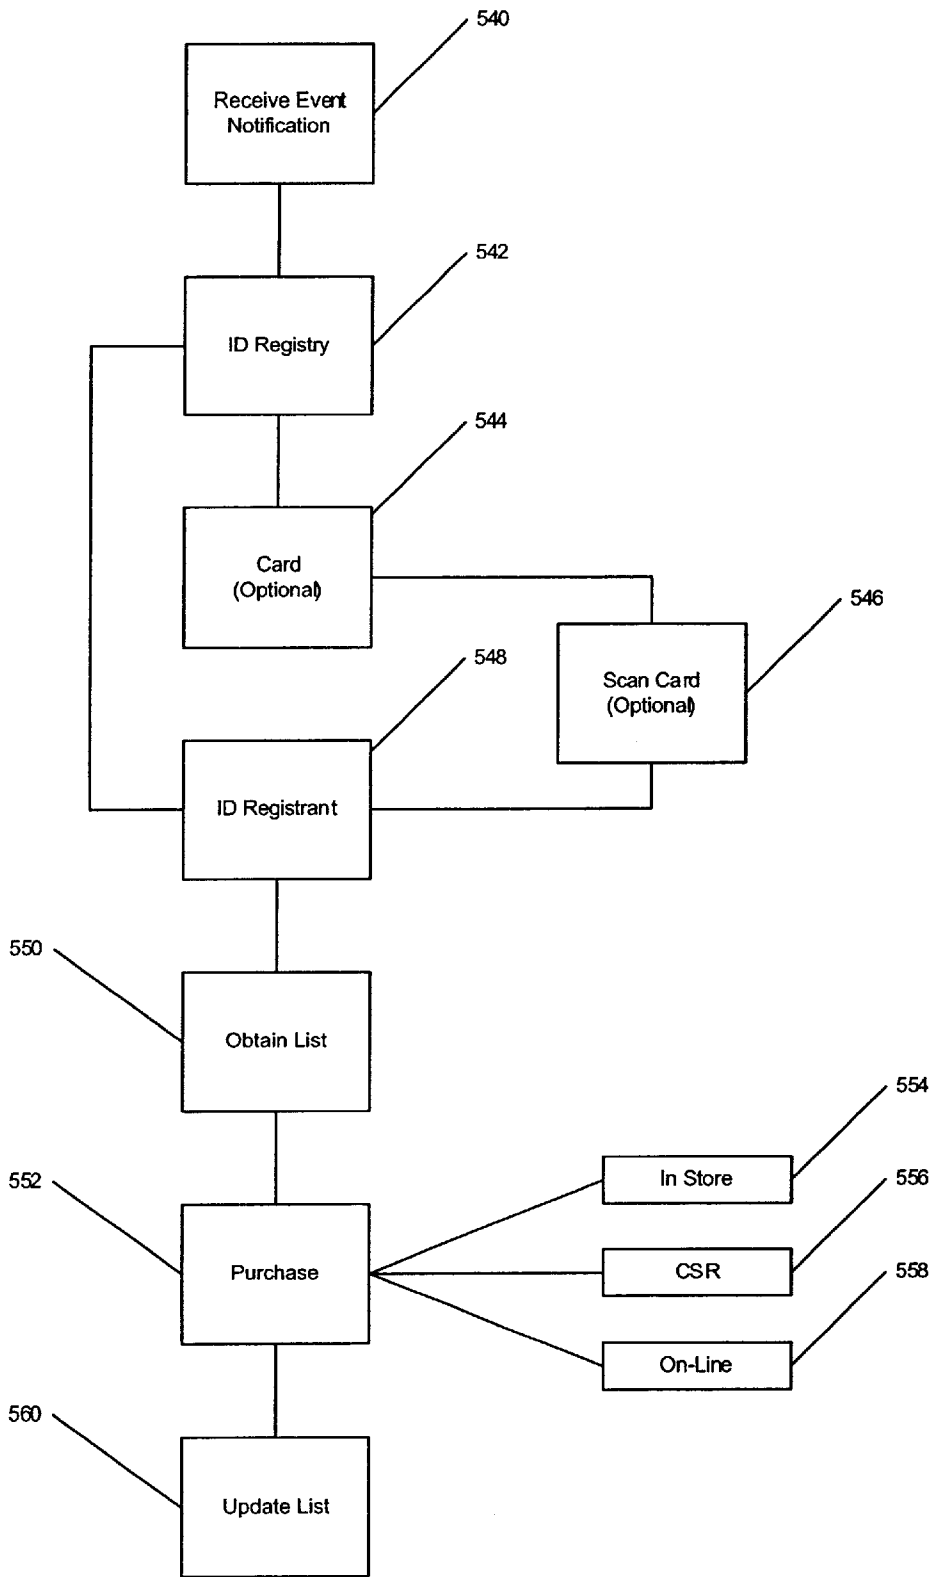 540
Receive Event
Notification
542
ID Registry
544
Card
(Optional)
546
Scan Card
(Optional)
548
ID Registrant
550
Obtain List
554
In Store
552
556
Purchase
CSR
558
On-Line
560
Update List